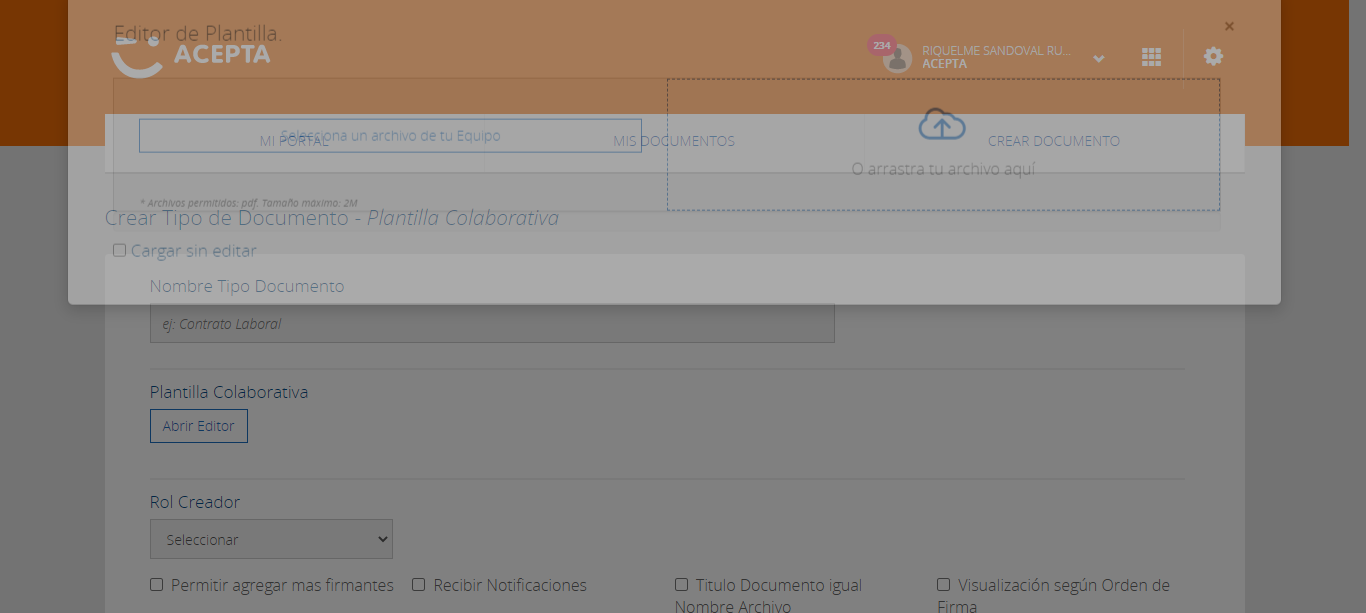 Editor de Plantilla.
×
ACEPTA
234
RIQUELME SANDOVAL RU...
ACEPTA
Selecciona un archivo de tu Equipo
MI PORTAL
MIS DOCUMENTOS
CREAR DOCUMENTO
O arrastra tu archivo aquí
* Archivos permitidos: pdf. Tamaño máximo: 2M
Crear Tipo de Documento - Plantilla Colaborativa
Cargar sin editar
Nombre Tipo Documento
ej: Contrato Laboral
Plantilla Colaborativa
Abrir Editor
Rol Creador
Seleccionar
Permitir agregar mas firmantes
Recibir Notificaciones
Titulo Documento igual
Nombre Archivo
Visualización según Orden de
Firma